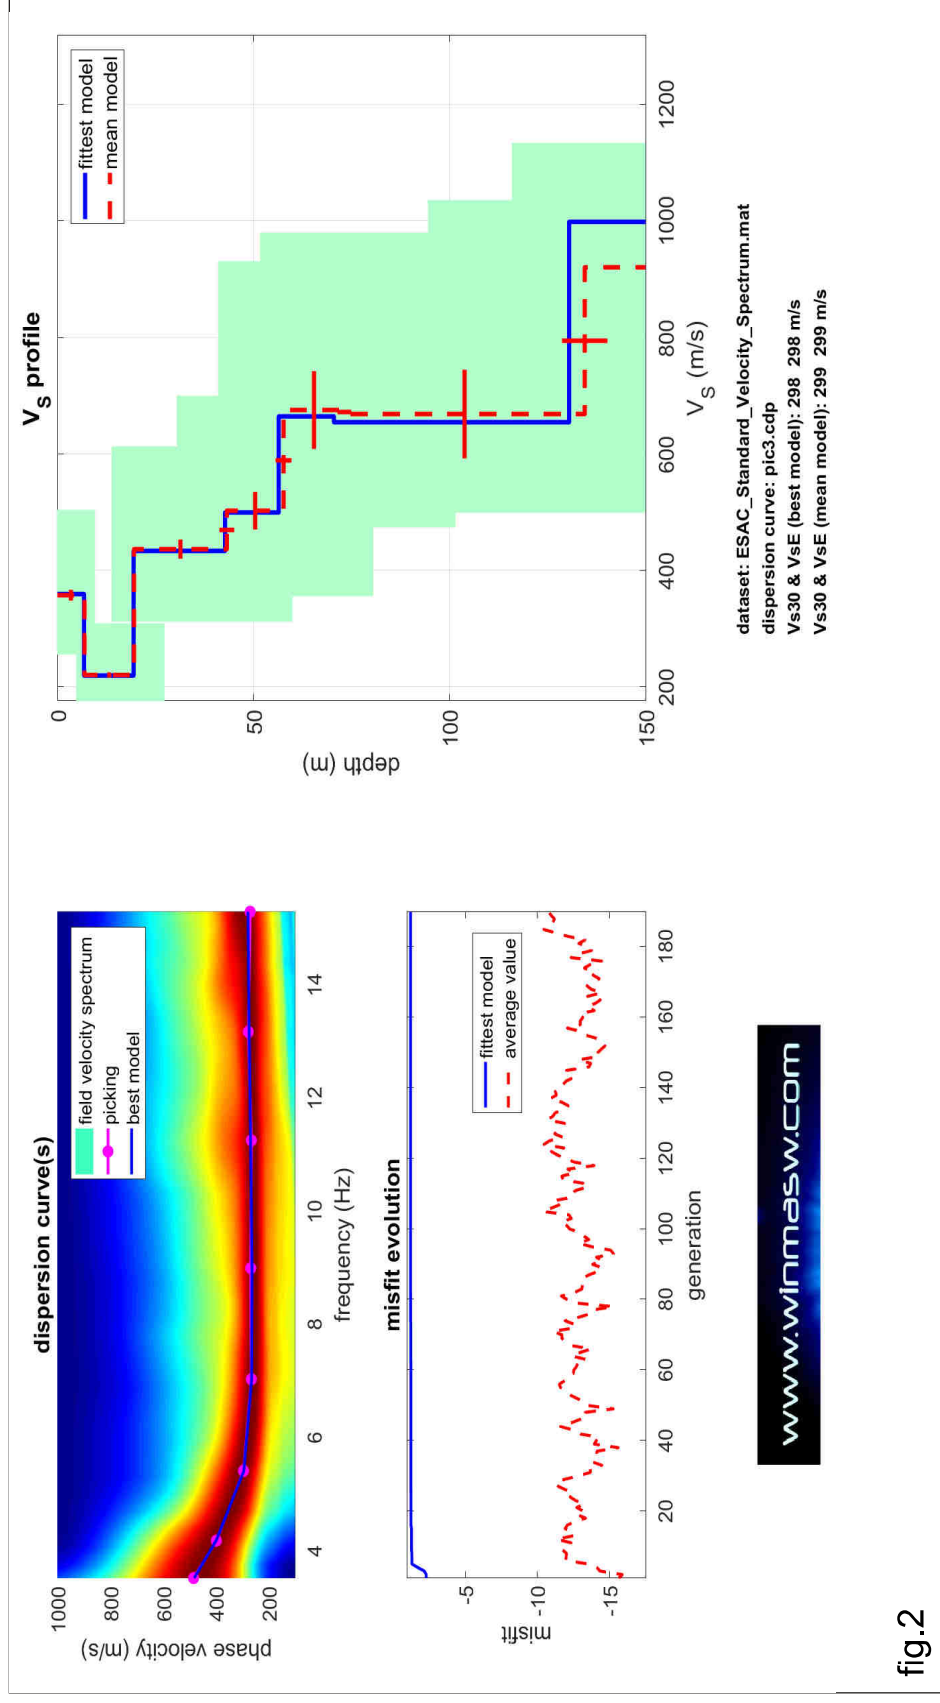 dispersion curve(s)
phase velocity (m/s)
1000
800
600
400
200
field velocity spectrum
picking
best model
4
6
8
10
12
14
frequency (Hz)
misfit evolution
misfit
-5
-10
-15
fittest model
average value
20
40
60
80
100
120
140
160
180
generation
www.winmasw.com
VS profile
depth (m)
0
50
100
150
fittest model
mean model
200
400
600
800
1000
1200
VS (m/s)
dataset: ESAC_Standard_Velocity_Spectrum.mat
dispersion curve: pic3.cdp
Vs30 & VsE (best model): 298 298 m/s
Vs30 & VsE (mean model): 299 299 m/s
fig.2